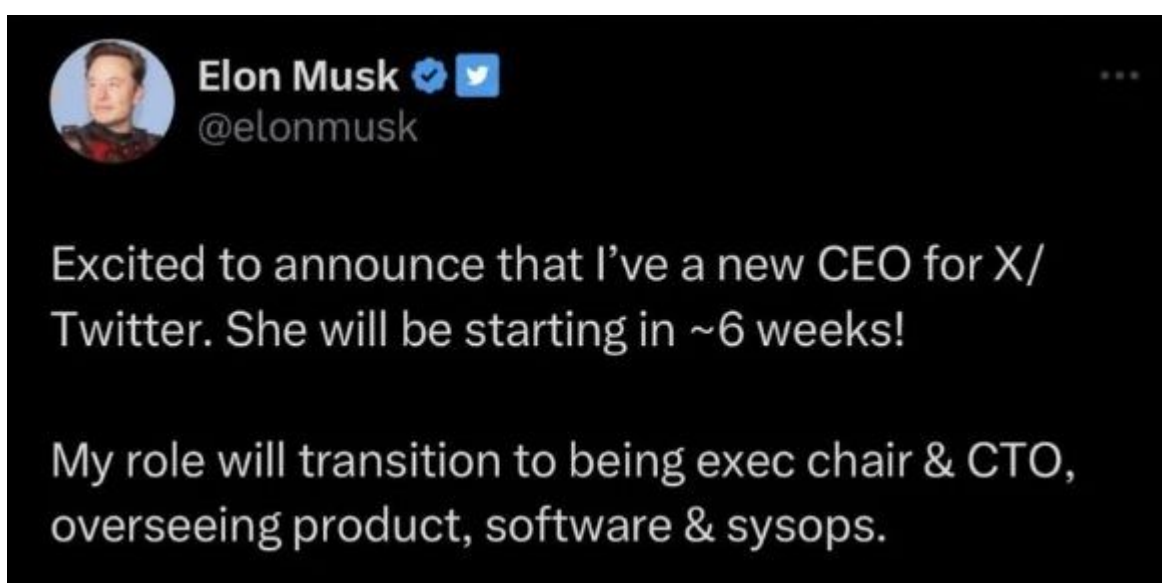 Elon Musk
@elonmusk
Excited to announce that I’ve a new CEO for X/
Twitter. She will be starting in ~6 weeks!
My role will transition to being exec chair & CTO,
overseeing product, software & sysops.